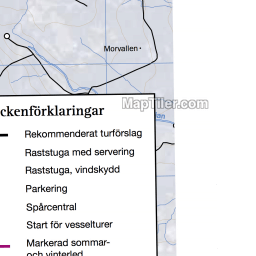 Morvallen
MapTiler.com
ckenförklaringar
Rekommenderat turförslag
Raststuga med servering
Raststuga, vindskydd
Parkering
Spårcentral
Start för vesselturer
Markerad sommar-
och vinterled